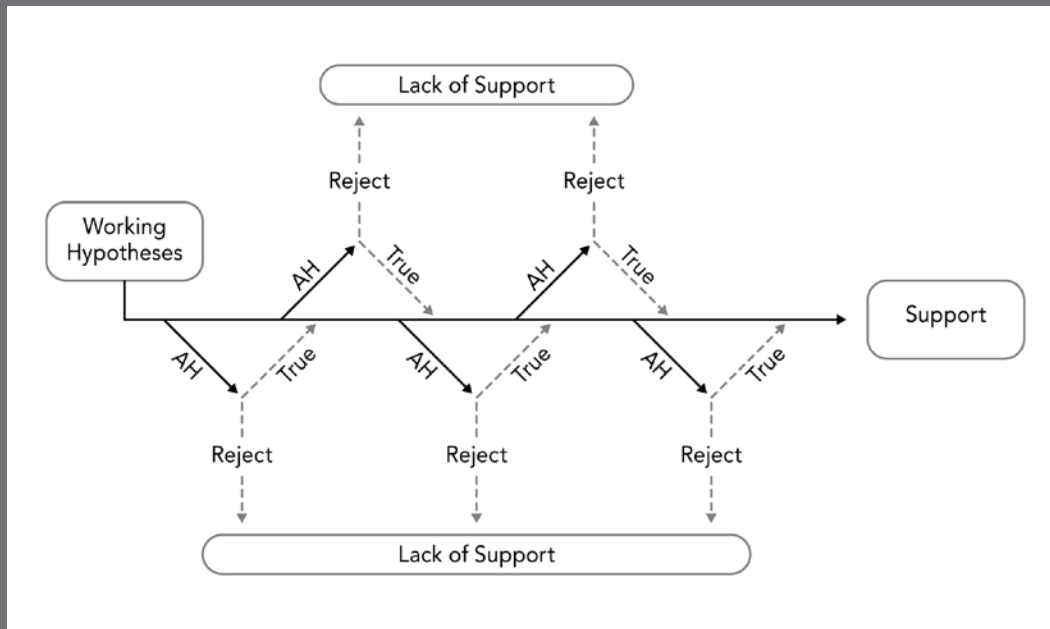 Lack of Support
Reject
Reject
Working
Hypotheses
AH
True
AH
True
Support
AH
True
AH
True
AH
True
Reject
Reject
Reject
Lack of Support